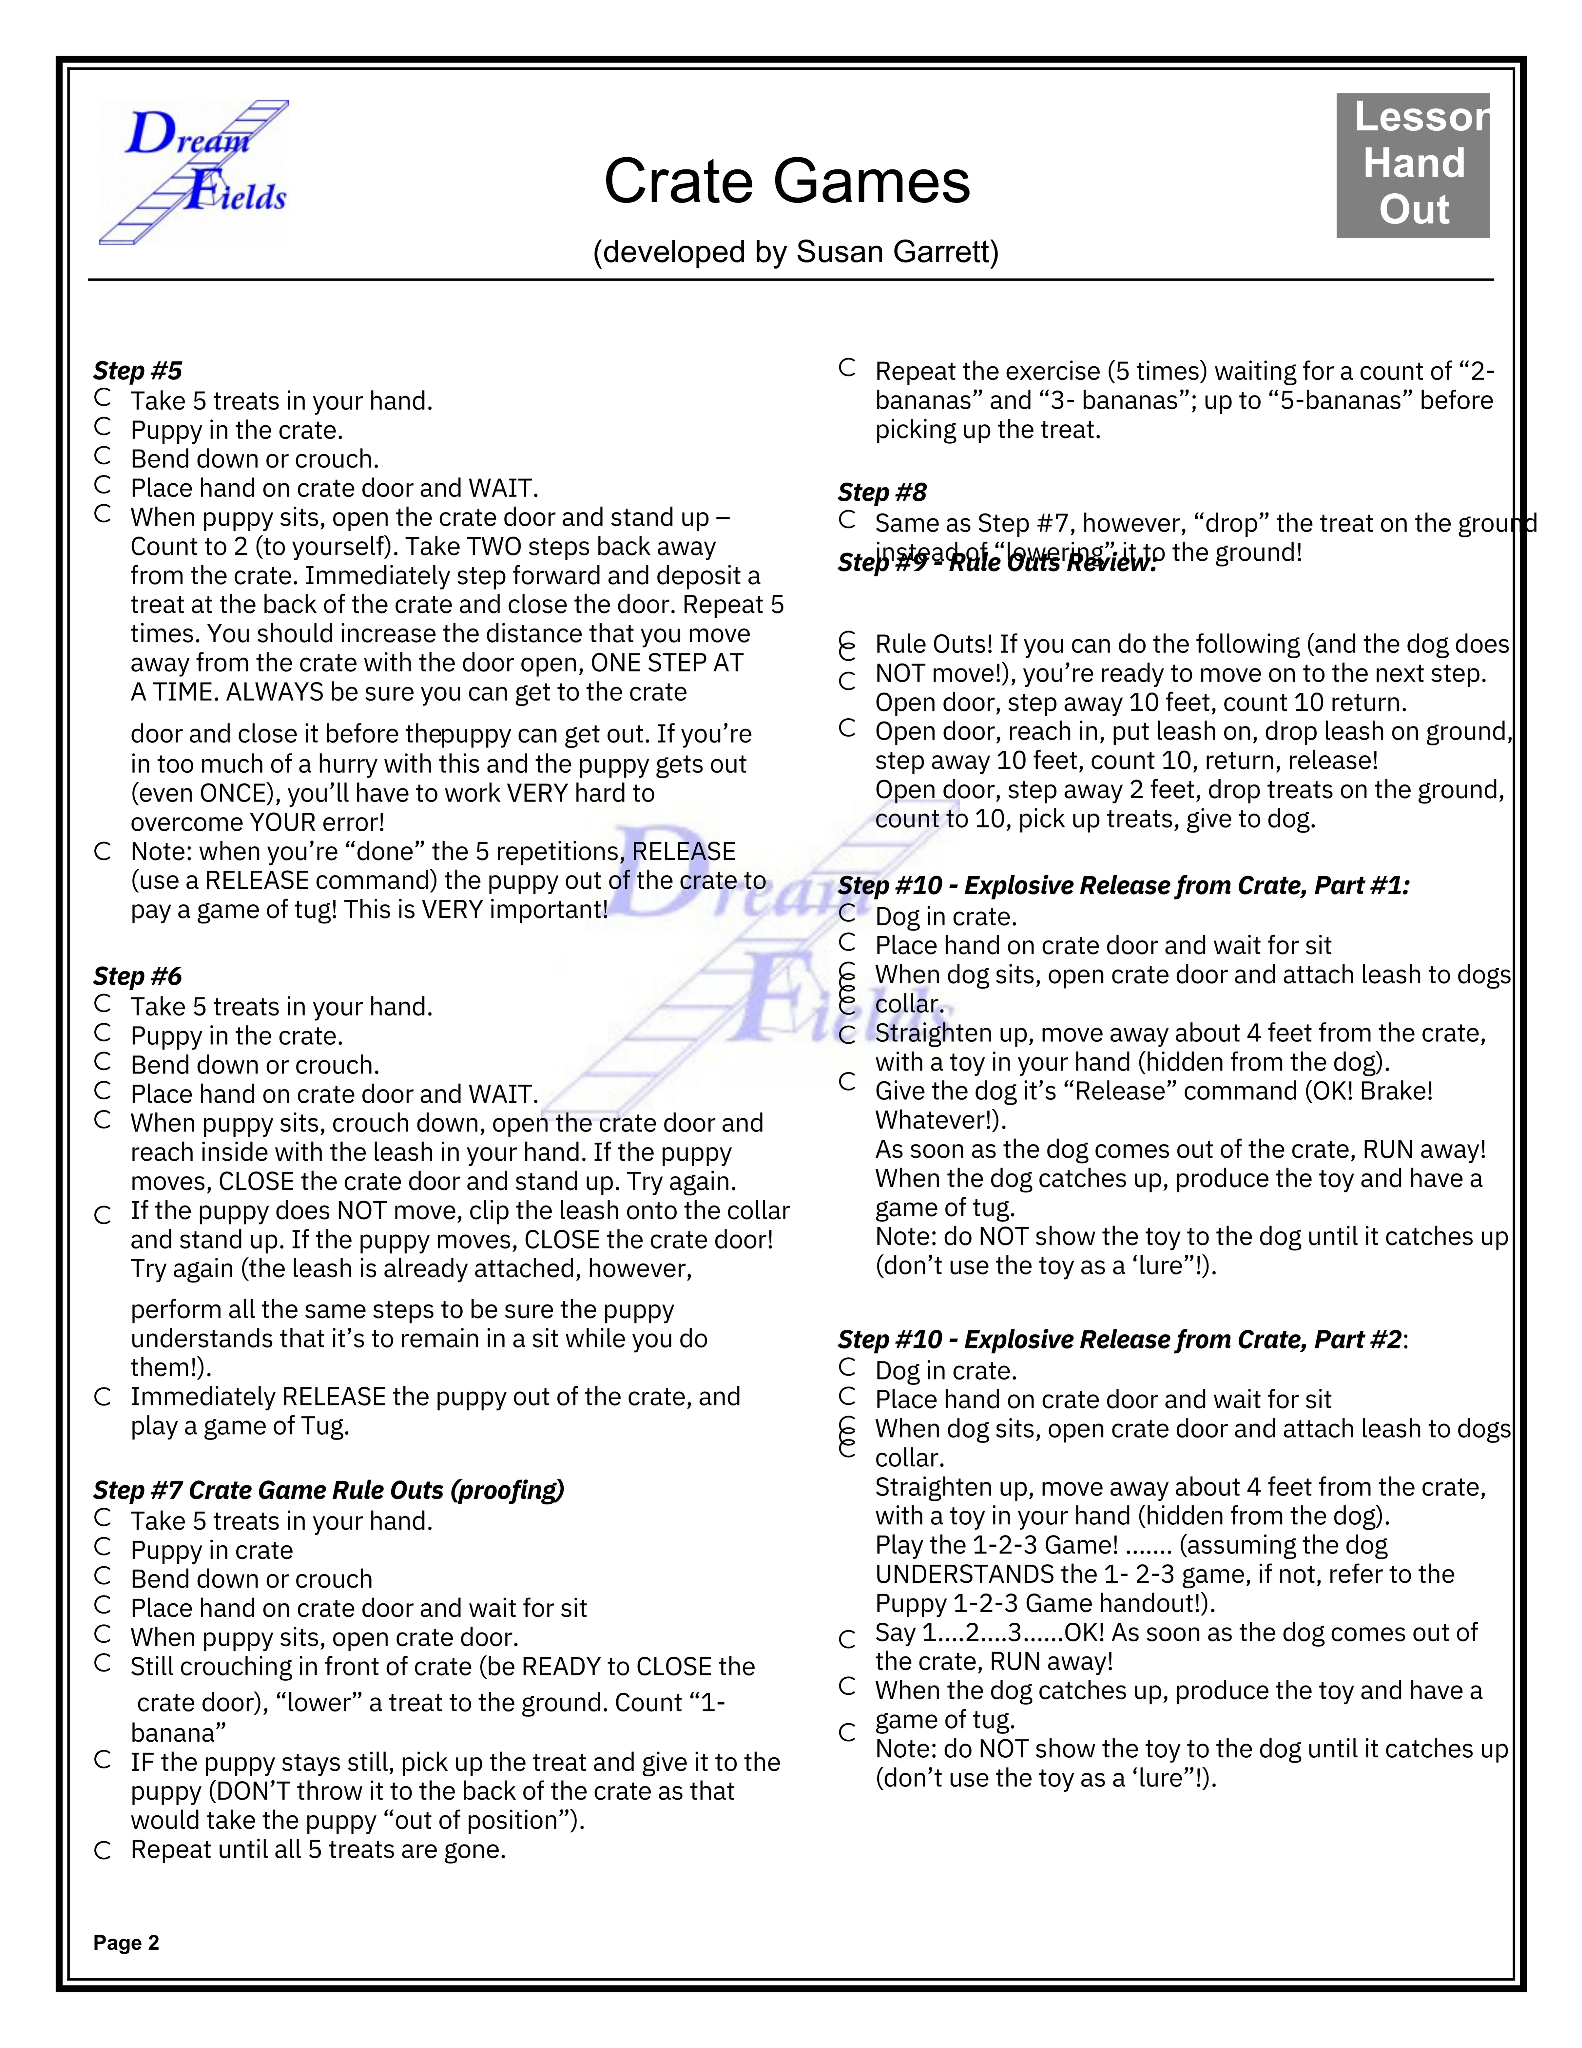 Dream
Fields
Crate Games
(developed by Susan Garrett)
Lesson
Hand
Out
Step #5
C Take 5 treats in your hand.
C Puppy in the crate.
C Bend down or crouch.
C Place hand on crate door and WAIT.
C When puppy sits, open the crate door and stand up –
Count to 2 (to yourself). Take TWO steps back away
from the crate. Immediately step forward and deposit a
treat at the back of the crate and close the door. Repeat 5
times. You should increase the distance that you move
away from the crate with the door open, ONE STEP AT
A TIME. ALWAYS be sure you can get to the crate
door and close it before thepuppy can get out. If you’re
in too much of a hurry with this and the puppy gets out
(even ONCE), you’ll have to work VERY hard to
overcome YOUR error!
C Note: when you’re “done” the 5 repetitions, RELEASE
(use a RELEASE command) the puppy out of the crate to
pay a game of tug! This is VERY important!
Step #6
C Take 5 treats in your hand.
C Puppy in the crate.
C Bend down or crouch.
C Place hand on crate door and WAIT.
C When puppy sits, crouch down, open the crate door and
reach inside with the leash in your hand. If the puppy
moves, CLOSE the crate door and stand up. Try again.
C If the puppy does NOT move, clip the leash onto the collar
and stand up. If the puppy moves, CLOSE the crate door!
Try again (the leash is already attached, however,
perform all the same steps to be sure the puppy
understands that it’s to remain in a sit while you do
them!).
C Immediately RELEASE the puppy out of the crate, and
play a game of Tug.
Step #7 Crate Game Rule Outs (proofing)
C Take 5 treats in your hand.
C Puppy in crate
C Bend down or crouch
C Place hand on crate door and wait for sit
C When puppy sits, open crate door.
C Still crouching in front of crate (be READY to CLOSE the
crate door), “lower” a treat to the ground. Count “1-
banana”
C IF the puppy stays still, pick up the treat and give it to the
puppy (DON’T throw it to the back of the crate as that
would take the puppy “out of position”).
C Repeat until all 5 treats are gone.
C Repeat the exercise (5 times) waiting for a count of “2-
bananas” and “3- bananas”; up to “5-bananas” before
picking up the treat.
Step #8
C Same as Step #7, however, “drop” the treat on the ground
instead of “lowering” it to the ground!
Step #9 - Rule Outs Review:
C Rule Outs! If you can do the following (and the dog does
C NOT move!), you’re ready to move on to the next step.
C Open door, step away 10 feet, count 10 return.
C Open door, reach in, put leash on, drop leash on ground,
step away 10 feet, count 10, return, release!
Open door, step away 2 feet, drop treats on the ground,
count to 10, pick up treats, give to dog.
Step #10 - Explosive Release from Crate, Part #1:
C Dog in crate.
C Place hand on crate door and wait for sit
C When dog sits, open crate door and attach leash to dogs
C collar.
C Straighten up, move away about 4 feet from the crate,
with a toy in your hand (hidden from the dog).
C Give the dog it’s “Release” command (OK! Brake!
Whatever!).
As soon as the dog comes out of the crate, RUN away!
When the dog catches up, produce the toy and have a
game of tug.
Note: do NOT show the toy to the dog until it catches up
(don’t use the toy as a ‘lure”!).
Step #10 - Explosive Release from Crate, Part #2:
C Dog in crate.
C Place hand on crate door and wait for sit
C When dog sits, open crate door and attach leash to dogs
C collar.
Straighten up, move away about 4 feet from the crate,
with a toy in your hand (hidden from the dog).
Play the 1-2-3 Game! ....... (assuming the dog
UNDERSTANDS the 1- 2-3 game, if not, refer to the
Puppy 1-2-3 Game handout!).
C Say 1....2....3......OK! As soon as the dog comes out of
the crate, RUN away!
C When the dog catches up, produce the toy and have a
game of tug.
C Note: do NOT show the toy to the dog until it catches up
(don’t use the toy as a ‘lure”!).
Dream
Fields
Page 2